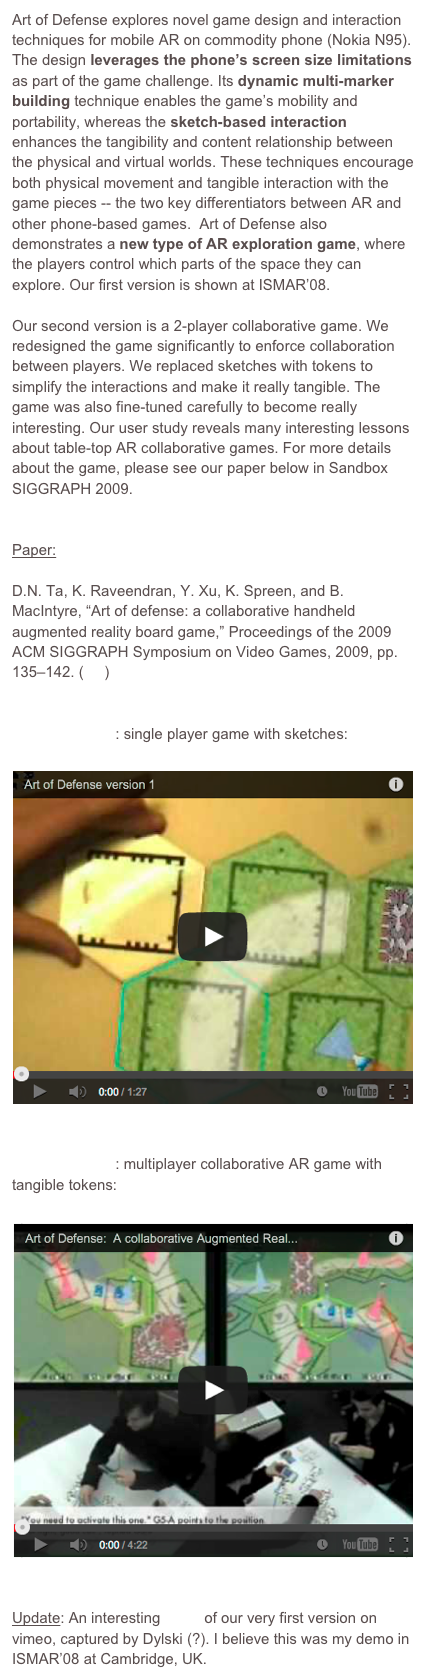 Art of Defense explores novel game design and interaction
techniques for mobile AR on commodity phone (Nokia N95).
The design leverages the phone’s screen size limitations
as part of the game challenge. Its dynamic multi-marker
building technique enables the game’s mobility and
portability, whereas the sketch-based interaction
enhances the tangibility and content relationship between
the physical and virtual worlds. These techniques encourage
both physical movement and tangible interaction with the
game pieces -- the two key differentiators between AR and
other phone-based games.  Art of Defense also
demonstrates a new type of AR exploration game, where
the players control which parts of the space they can
explore. Our first version is shown at ISMAR’08.
Our second version is a 2-player collaborative game. We
redesigned the game significantly to enforce collaboration
between players. We replaced sketches with tokens to
simplify the interactions and make it really tangible. The
game was also fine-tuned carefully to become really
interesting. Our user study reveals many interesting lessons
about table-top AR collaborative games. For more details
about the game, please see our paper below in Sandbox
SIGGRAPH 2009.
Paper:
D.N. Ta, K. Raveendran, Y. Xu, K. Spreen, and B.
MacIntyre, “Art of defense: a collaborative handheld
augmented reality board game,” Proceedings of the 2009
ACM SIGGRAPH Symposium on Video Games, 2009, pp.
135–142. ( )
: single player game with sketches:
Art of Defense version 1
0:00 / 1:27
YouTube
: multiplayer collaborative AR game with
tangible tokens:
Art of Defense:  A collaborative Augmented Real...
"You need to activate this one." G5-A points to the position.
0:00 / 4:22
YouTube
Update: An interesting of our very first version on
vimeo, captured by Dylski (?). I believe this was my demo in
ISMAR’08 at Cambridge, UK.